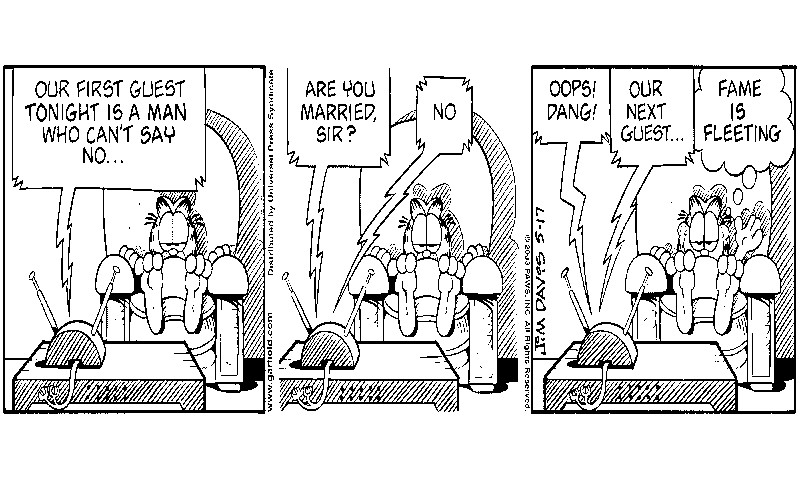 OUR FIRST GUEST
TONIGHT IS A MAN
WHO CAN'T SAY
NO...
www.garfield.com
Distributed by Universal Press Syndicate
ARE YOU
MARRIED,
SIR?
NO
© 2003 PAWS, INC. All Rights Reserved.
OOPS!
DANG!
OUR
NEXT
GUEST...
FAME
IS
FLEETING
JIM DAVIS 5-17